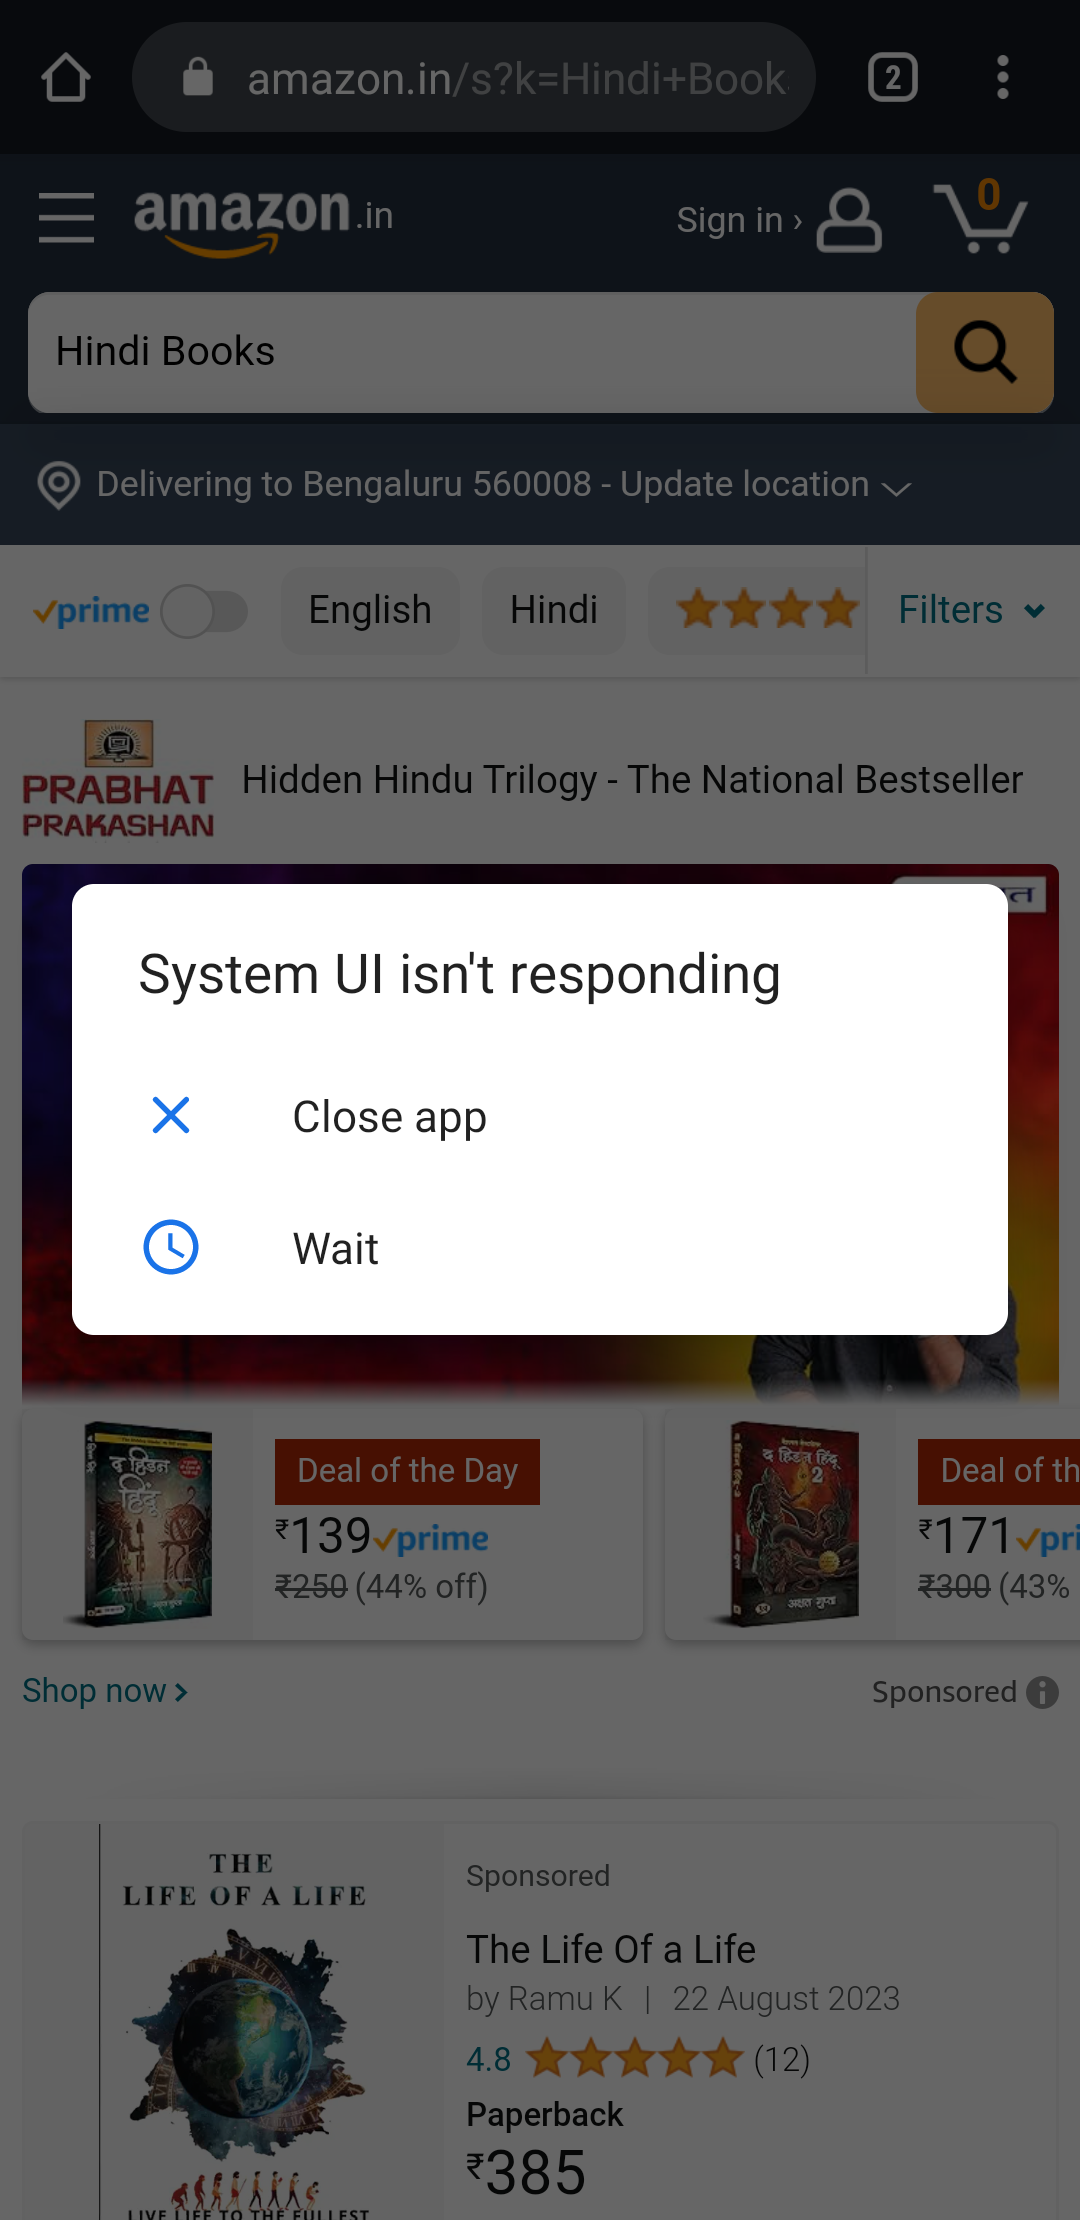 amazon.in/s?k=Hindi+Book
2
amazon.in
Sign in ›
0
Hindi Books
Delivering to Bengaluru 560008 - Update location
prime
English
Hindi
Filters
PRABHAT
PRAKASHAN
Hidden Hindu Trilogy - The National Bestseller
त
System UI isn't responding
Close app
Wait
द हिडन
हिंदू
Deal of the Day
₹139 prime
₹250 (44% off)
द हिडन हिंदू
2
अक्षत गुप्ता
Deal of th
₹171 pri
₹300 (43%
Shop now ›
Sponsored
THE
LIFE OF A LIFE
LIVE LIFE TO THE FULLEST
Sponsored
The Life Of a Life
by Ramu K | 22 August 2023
4.8 (12)
Paperback
₹385